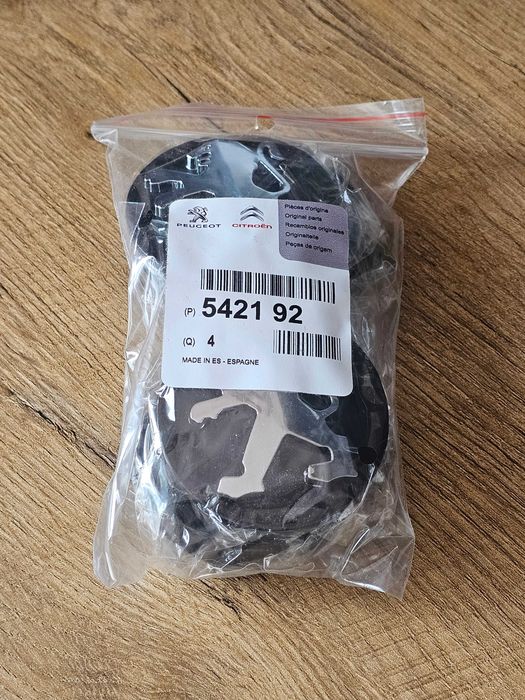 PEUGEOT
CITROËN
Pièces d'origine
Original parts
Recambios originales
Originalteile
Peças de origem
(P) 5421 92
(Q) 4
MADE IN ES - ESPAGNE